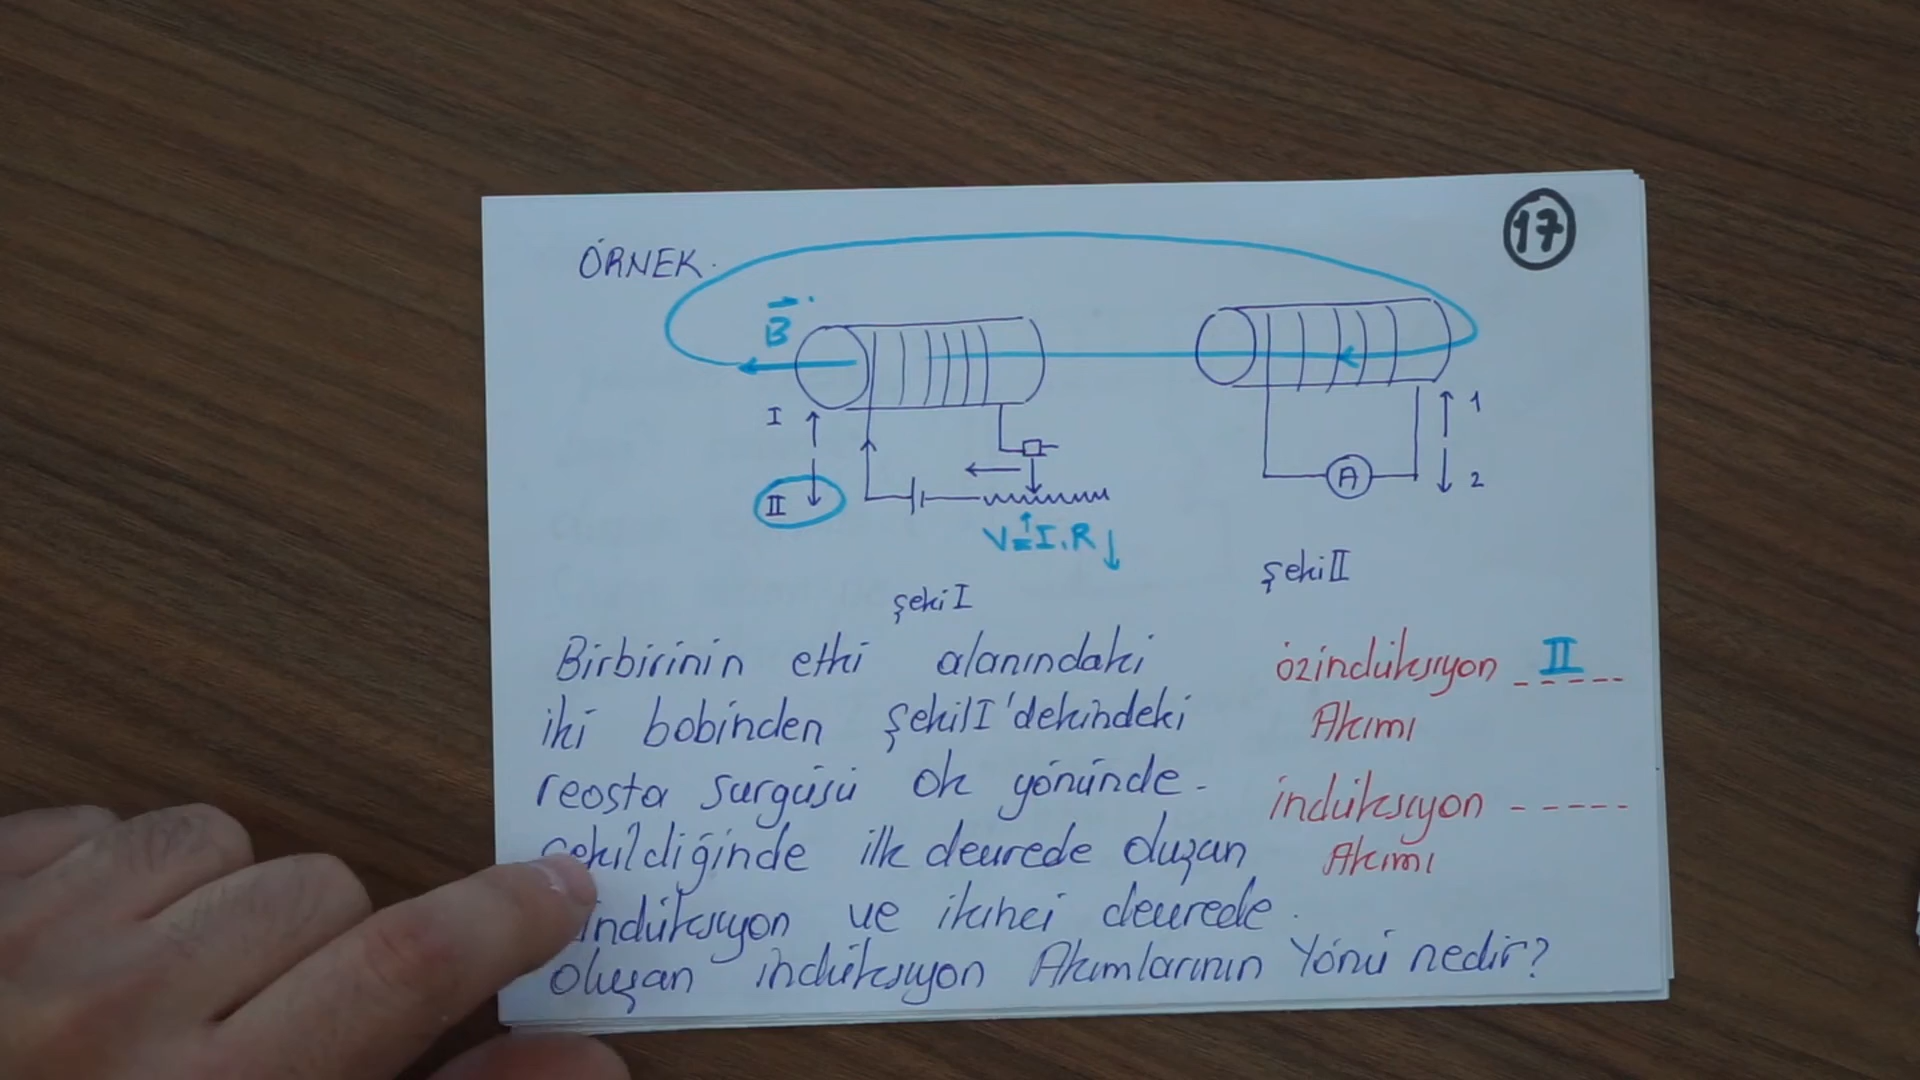 17
ÖRNEK.
B
I
1
II
A
2
V=I.R
şekil II
şekil I
Birbirinin etki alanındaki
iki bobinden şekil I'dekindeki
reosta sürgüsü ok yönünde
çekildiğinde ilk devrede oluşan
indüksiyon ve ikinci devrede
oluşan indüksiyon Akımlarının Yönü nedir?
özindüksiyon II
Akımı
indüksiyon -----
Akımı